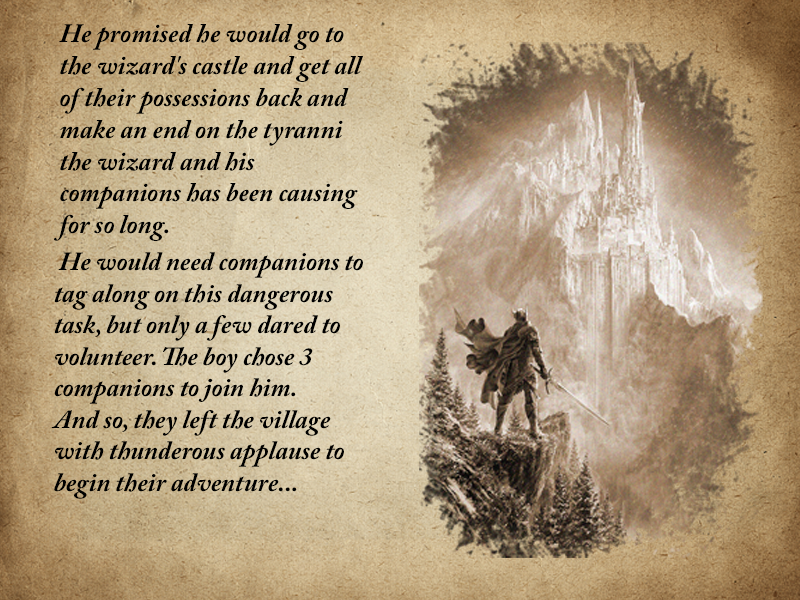 He promised he would go to
the wizard's castle and get all
of their possessions back and
make an end on the tyranni
the wizard and his
companions has been causing
for so long.
He would need companions to
tag along on this dangerous
task, but only a few dared to
volunteer. The boy chose 3
companions to join him.
And so, they left the village
with thunderous applause to
begin their adventure...